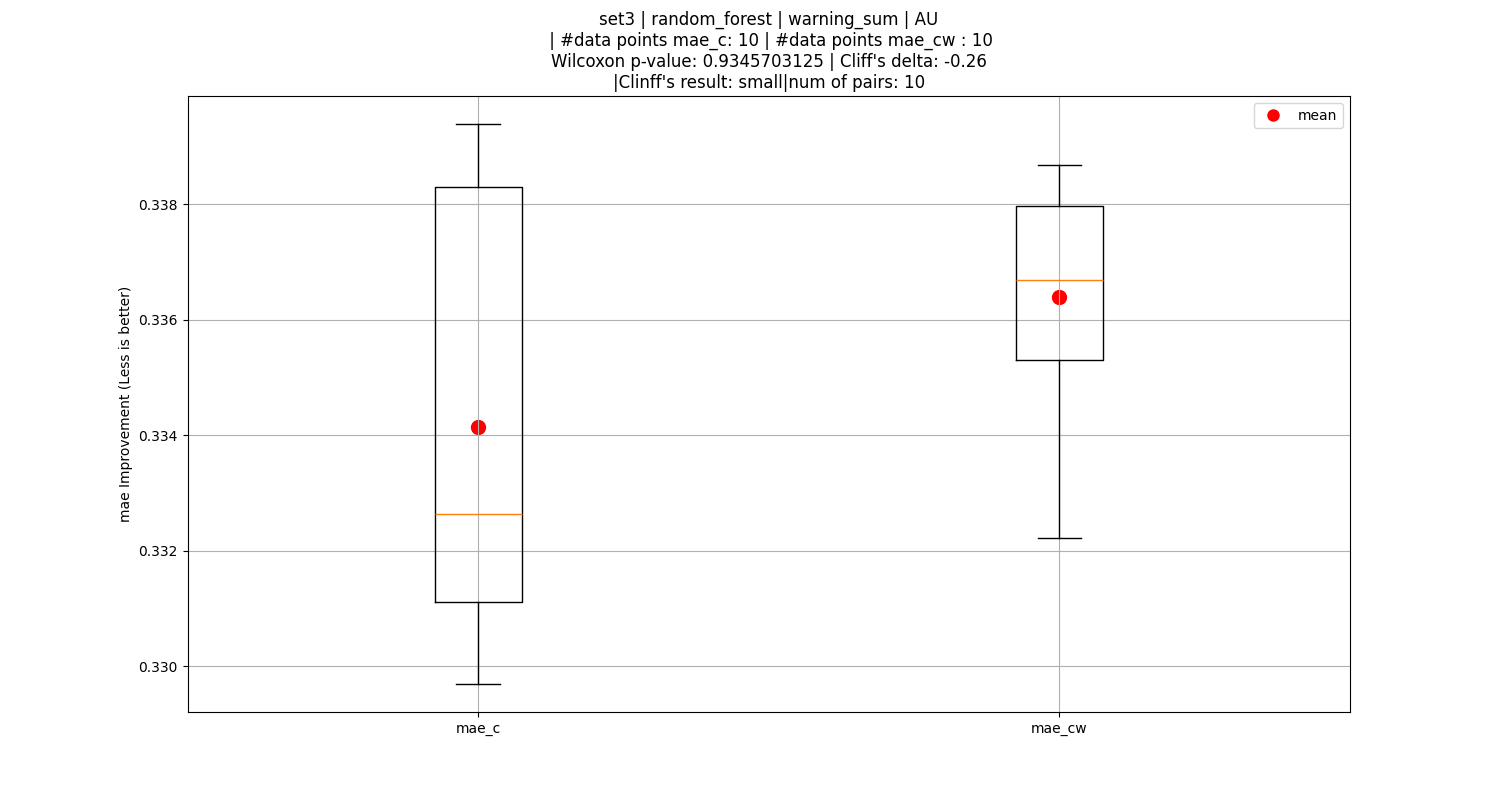 set3 | random_forest | warning_sum | AU
| #data points mae_c: 10 | #data points mae_cw : 10
Wilcoxon p-value: 0.9345703125 | Cliff's delta: -0.26
|Clinff's result: small|num of pairs: 10
mean
0.338
0.336
0.334
0.332
0.330
mae Improvement (Less is better)
mae_c
mae_cw